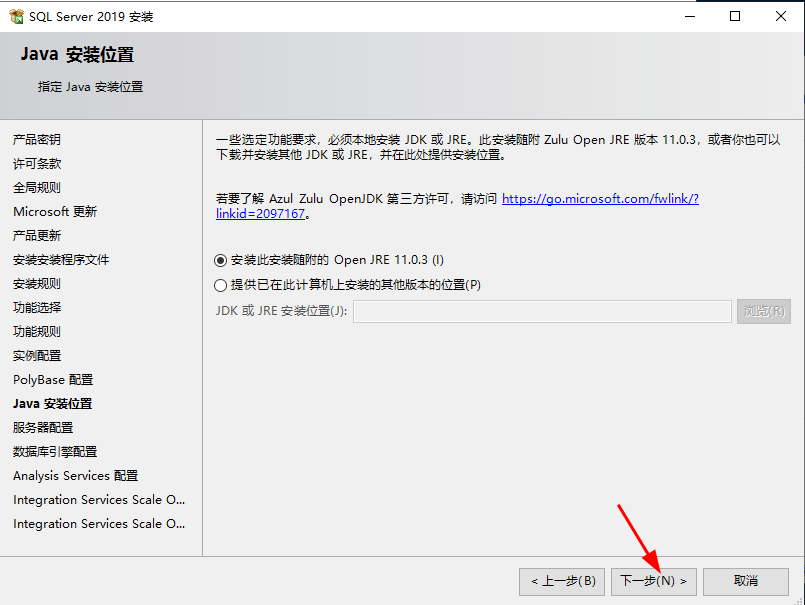 SQL Server 2019 安装
Java 安装位置
指定 Java 安装位置
产品密钥
许可条款
全局规则
Microsoft 更新
产品更新
安装安装程序文件
安装规则
功能选择
功能规则
实例配置
PolyBase 配置
Java 安装位置
服务器配置
数据库引擎配置
Analysis Services 配置
Integration Services Scale O...
Integration Services Scale O...
一些选定功能要求，必须本地安装 JDK 或 JRE。此安装随附 Zulu Open JRE 版本 11.0.3，或者你也可以
下载并安装其他 JDK 或 JRE，并在此处提供安装位置。
若要了解 Azul Zulu OpenJDK 第三方许可，请访问 https://go.microsoft.com/fwlink/?
linkid=2097167。
安装此安装随附的 Open JRE 11.0.3 (I)
提供已在此计算机上安装的其他版本的位置(P)
JDK 或 JRE 安装位置(J):
浏览(R)
< 上一步(B)
下一步(N) >
取消